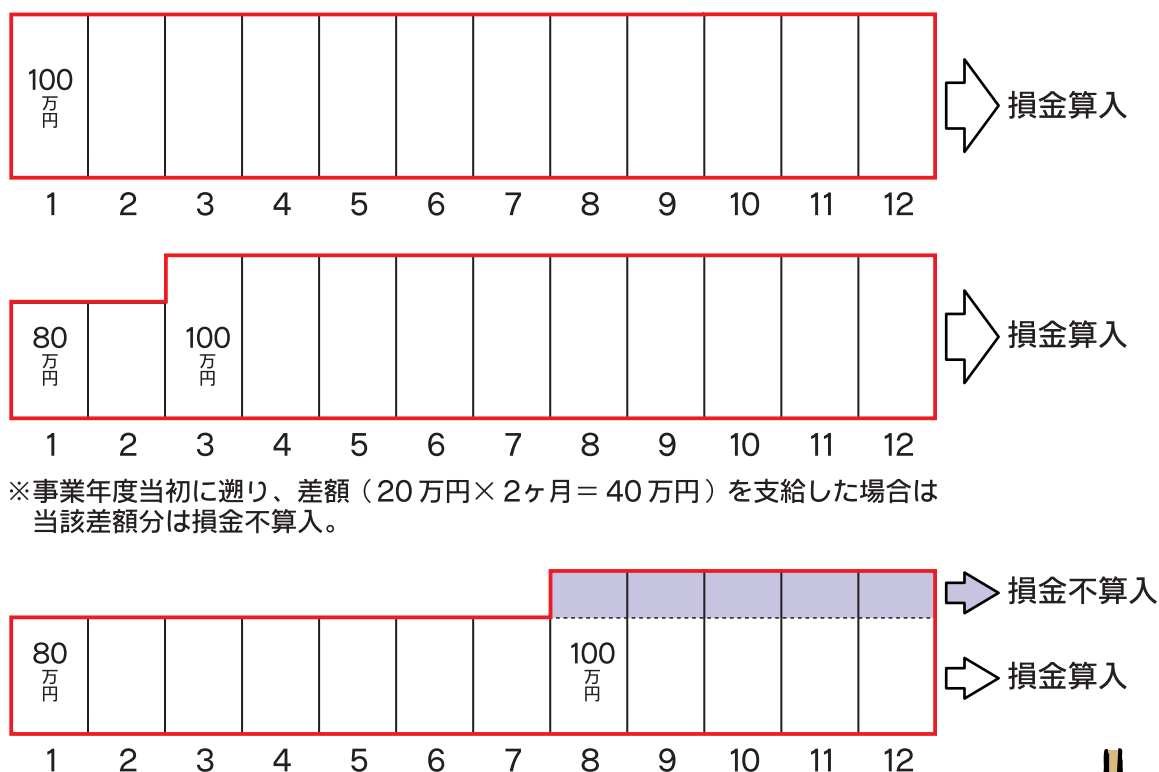 100
万
円
損金算入
1 2 3 4 5 6 7 8 9 10 11 12
80
万
円
100
万
円
損金算入
1 2 3 4 5 6 7 8 9 10 11 12
※事業年度当初に遡り、差額(20万円×2ヶ月=40万円)を支給した場合は
当該差額分は損金不算入。
損金不算入
80
万
円
100
万
円
損金算入
1 2 3 4 5 6 7 8 9 10 11 12